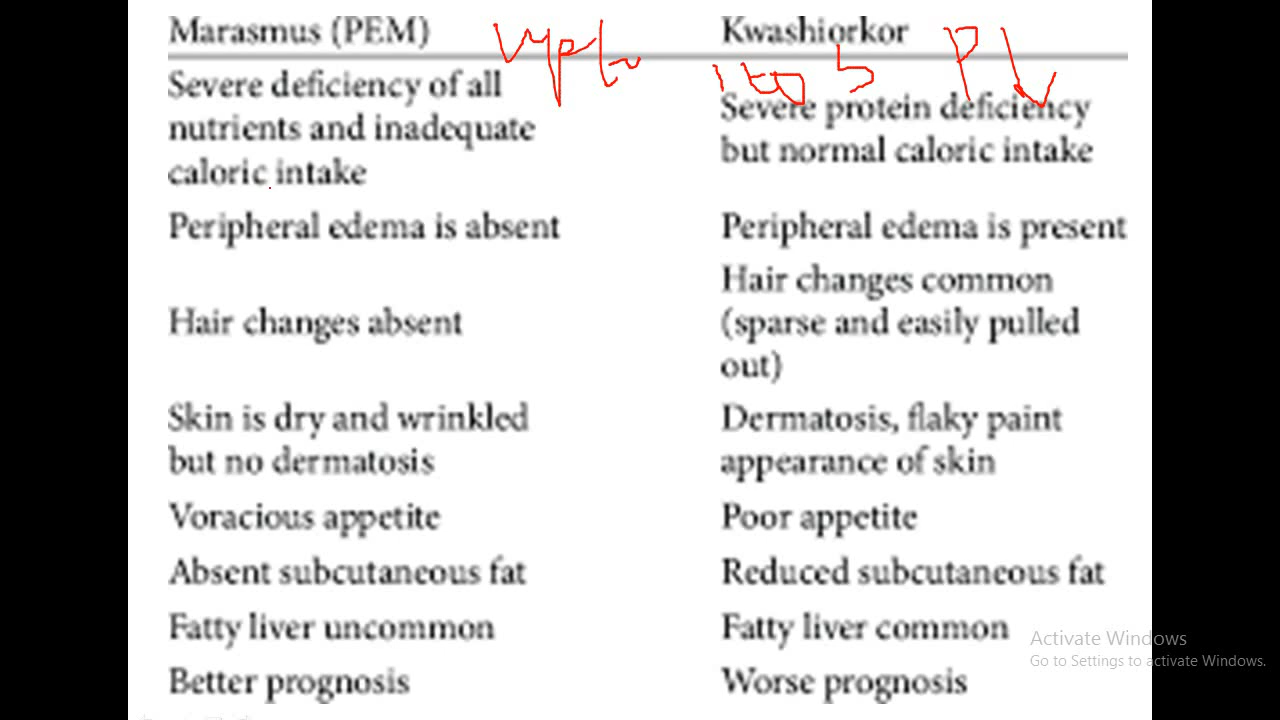 Marasmus (PEM) Kwashiorkor
Severe deficiency of all
nutrients and inadequate
caloric intake
Severe protein deficiency
but normal caloric intake
Peripheral edema is absent
Peripheral edema is present
Hair changes absent
Hair changes common
(sparse and easily pulled
out)
Skin is dry and wrinkled
but no dermatosis
Dermatosis, flaky paint
appearance of skin
Voracious appetite
Poor appetite
Absent subcutaneous fat
Reduced subcutaneous fat
Fatty liver uncommon
Fatty liver common
Better prognosis
Worse prognosis
Activate Windows
Go to Settings to activate Windows.